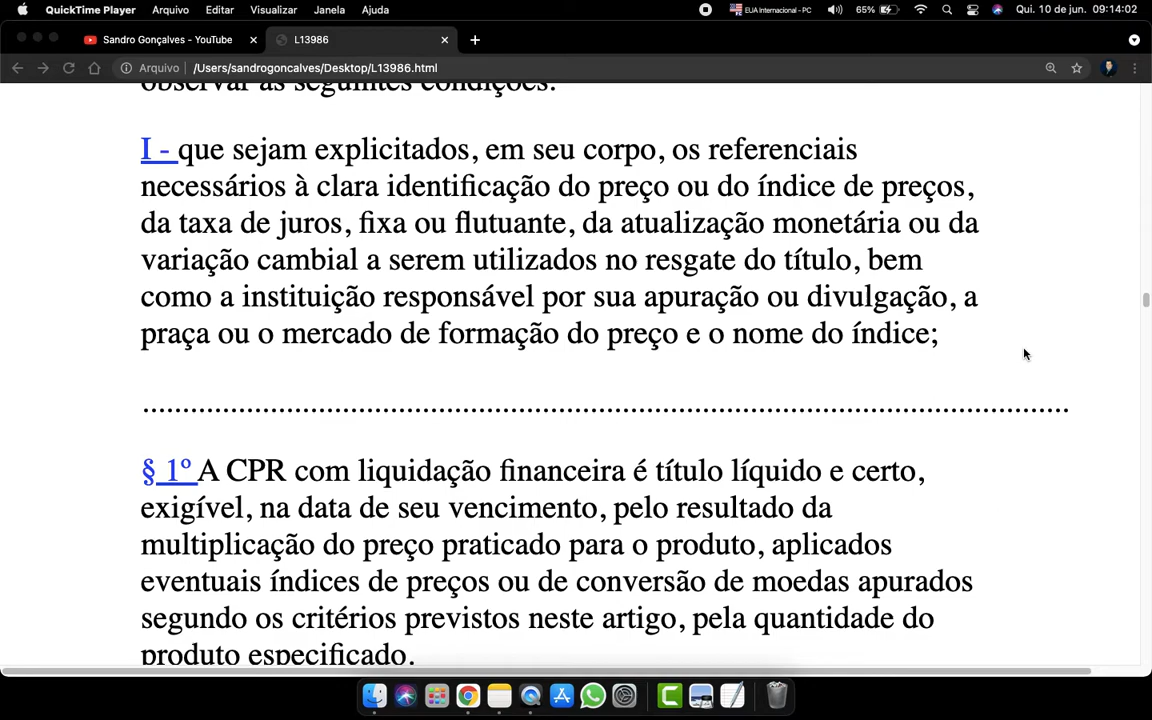 QuickTime Player Arquivo Editar Visualizar Janela Ajuda EUA Internacional - PC 65% Qui. 10 de jun. 09:14:02
Sandro Gonçalves - YouTube L13986
Arquivo /Users/sandrogoncalves/Desktop/L13986.html
observar as seguintes condições:
I - que sejam explicitados, em seu corpo, os referenciais
necessários à clara identificação do preço ou do índice de preços,
da taxa de juros, fixa ou flutuante, da atualização monetária ou da
variação cambial a serem utilizados no resgate do título, bem
como a instituição responsável por sua apuração ou divulgação, a
praça ou o mercado de formação do preço e o nome do índice;
..............................................................................................................
§ 1º A CPR com liquidação financeira é título líquido e certo,
exigível, na data de seu vencimento, pelo resultado da
multiplicação do preço praticado para o produto, aplicados
eventuais índices de preços ou de conversão de moedas apurados
segundo os critérios previstos neste artigo, pela quantidade do
produto especificado.